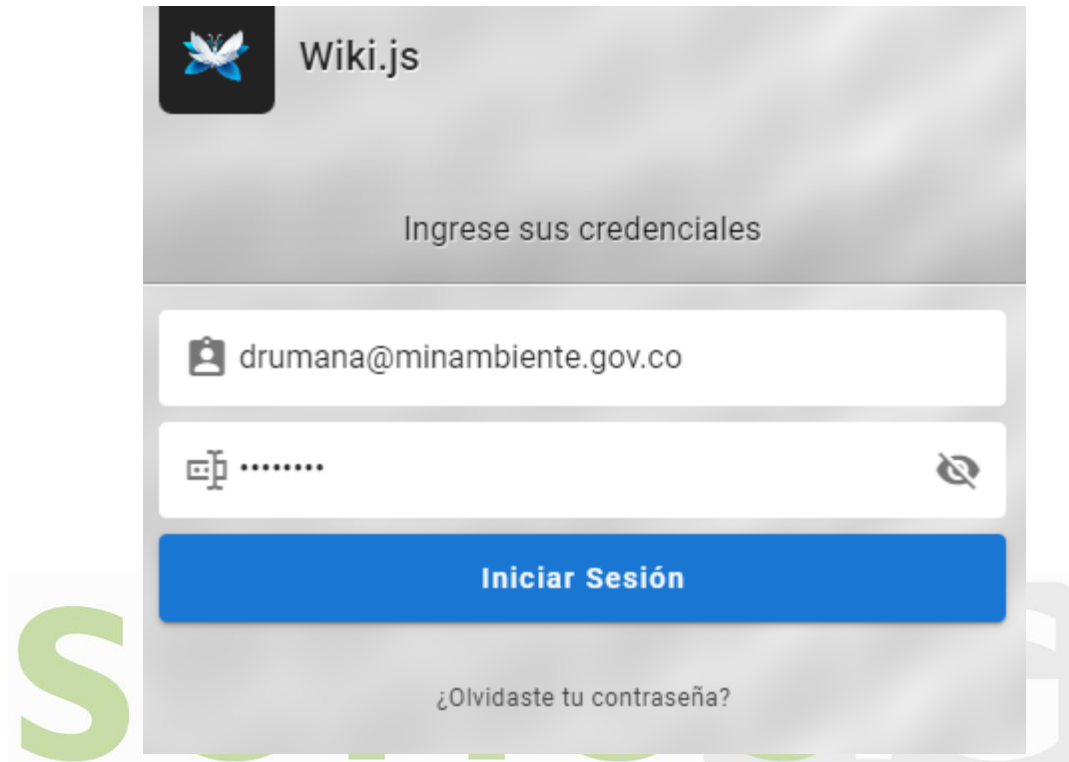 Wiki.js
Ingrese sus credenciales
drumana@minambiente.gov.co
•••••••••
Iniciar Sesión
¿Olvidaste tu contraseña?